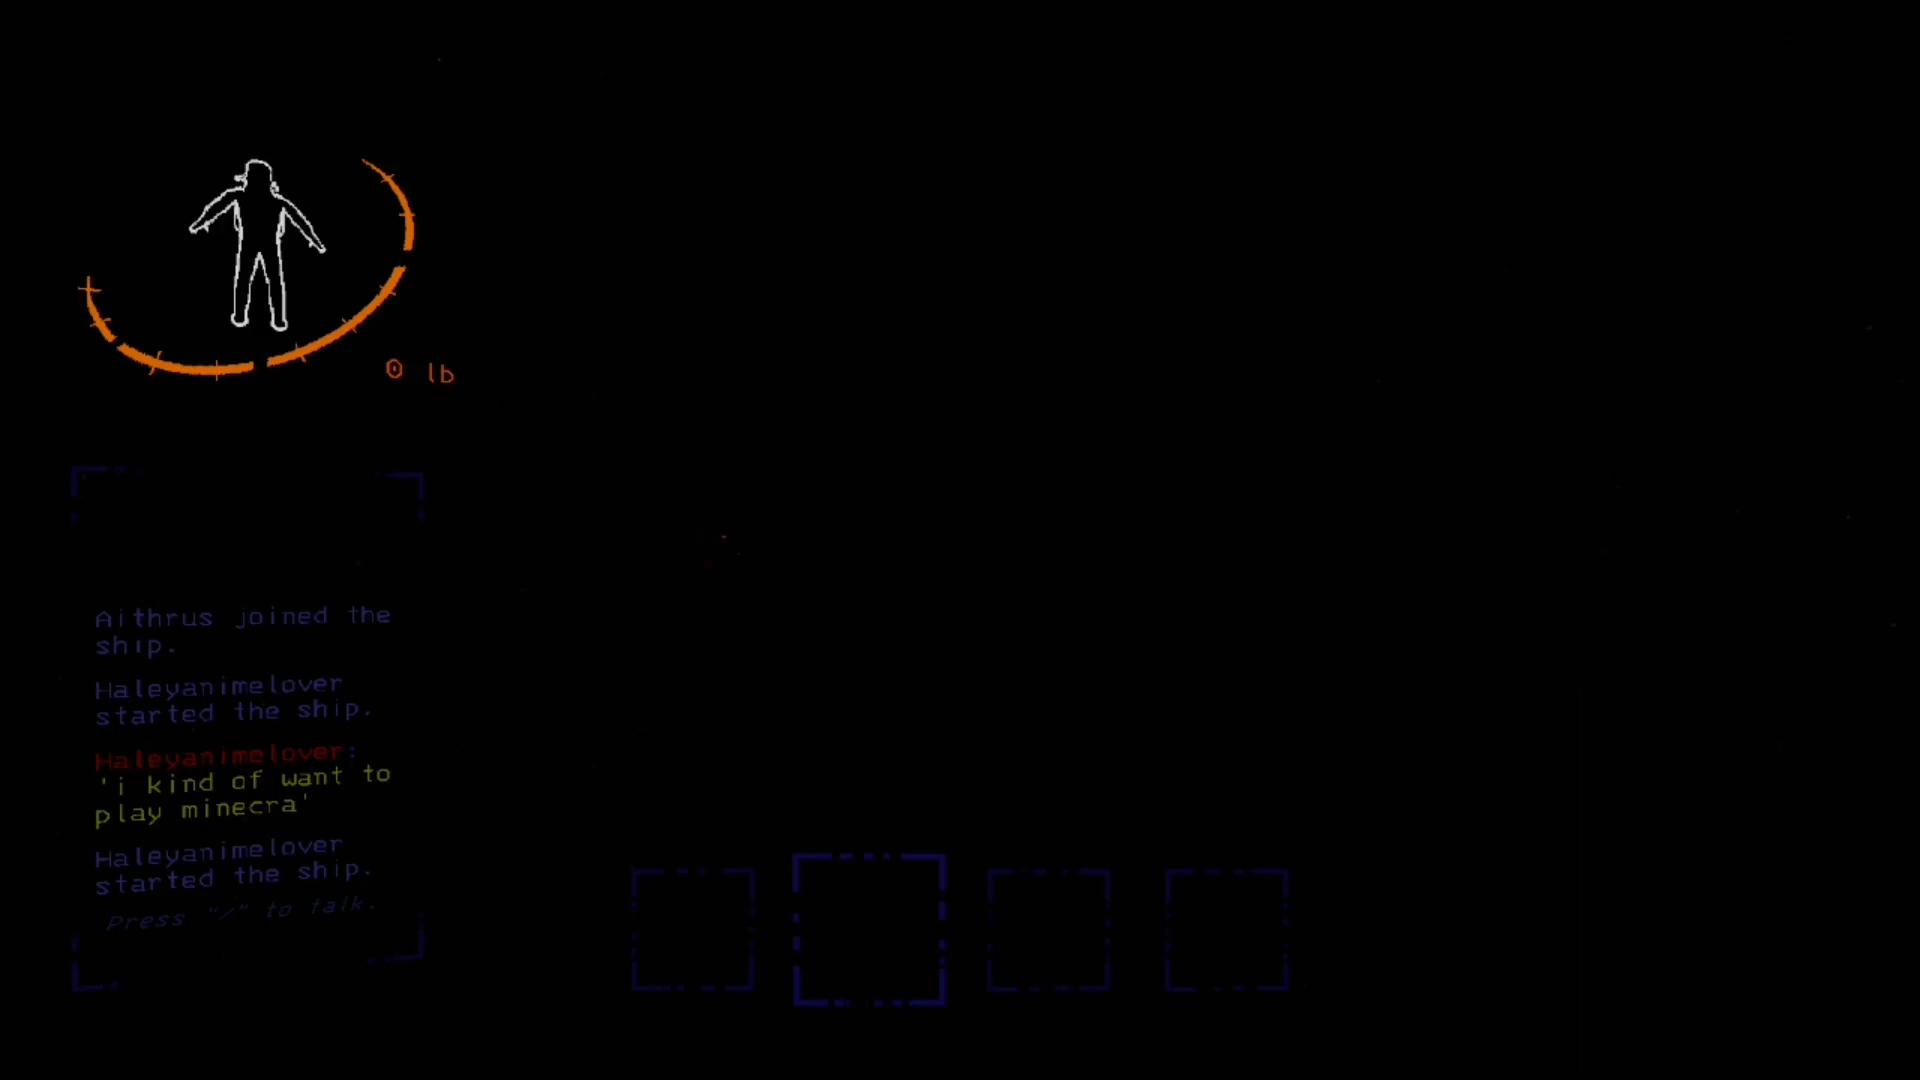 0 lb
Aithrus joined the
ship.
Haleyanimelover
started the ship.
Haleyanimelover:
'i kind of want to
play minecra'
Haleyanimelover
started the ship.
Press "/" to talk.